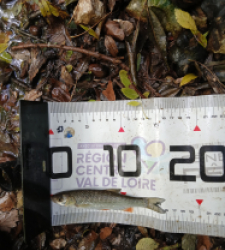 0 10 20
RÉGION
CENTRE
VAL DE LOIRE